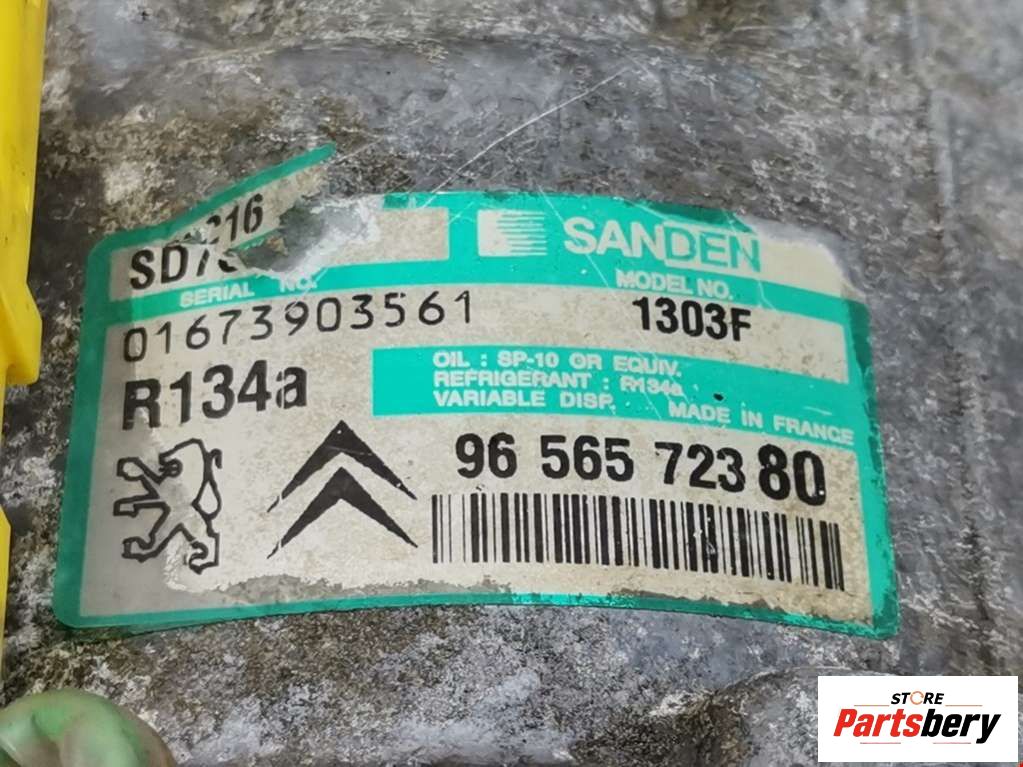 SANDEN
SERIAL NO.
MODEL NO.
01673903561
1303F
R134a
OIL : SP-10 OR EQUIV.
REFRIGERANT : R134a
VARIABLE DISP.
MADE IN FRANCE
96 565 723 80
STORE
Partsbery